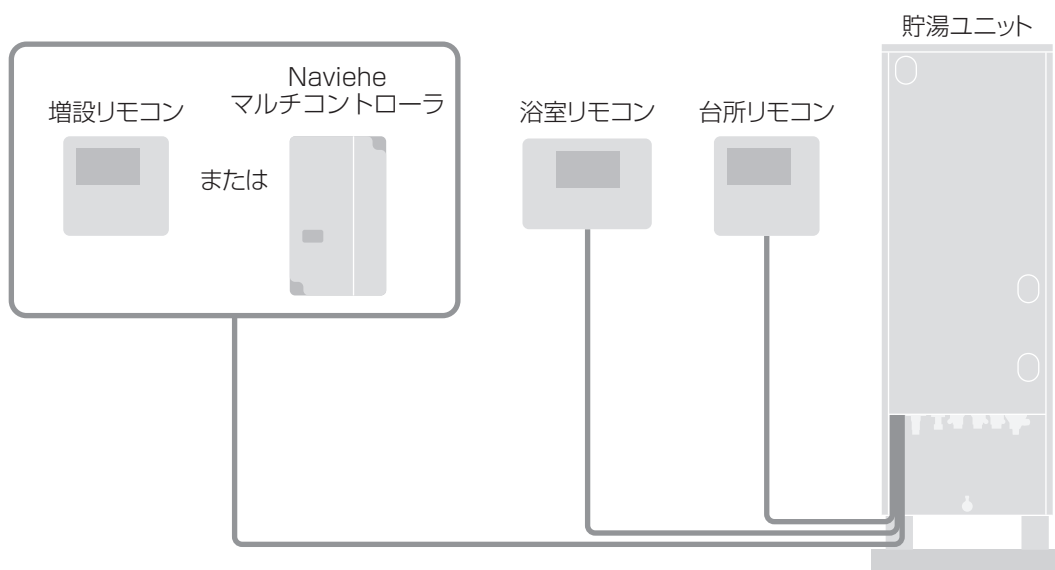 貯湯ユニット
Naviehe
マルチコントローラ
増設リモコン
または
浴室リモコン
台所リモコン